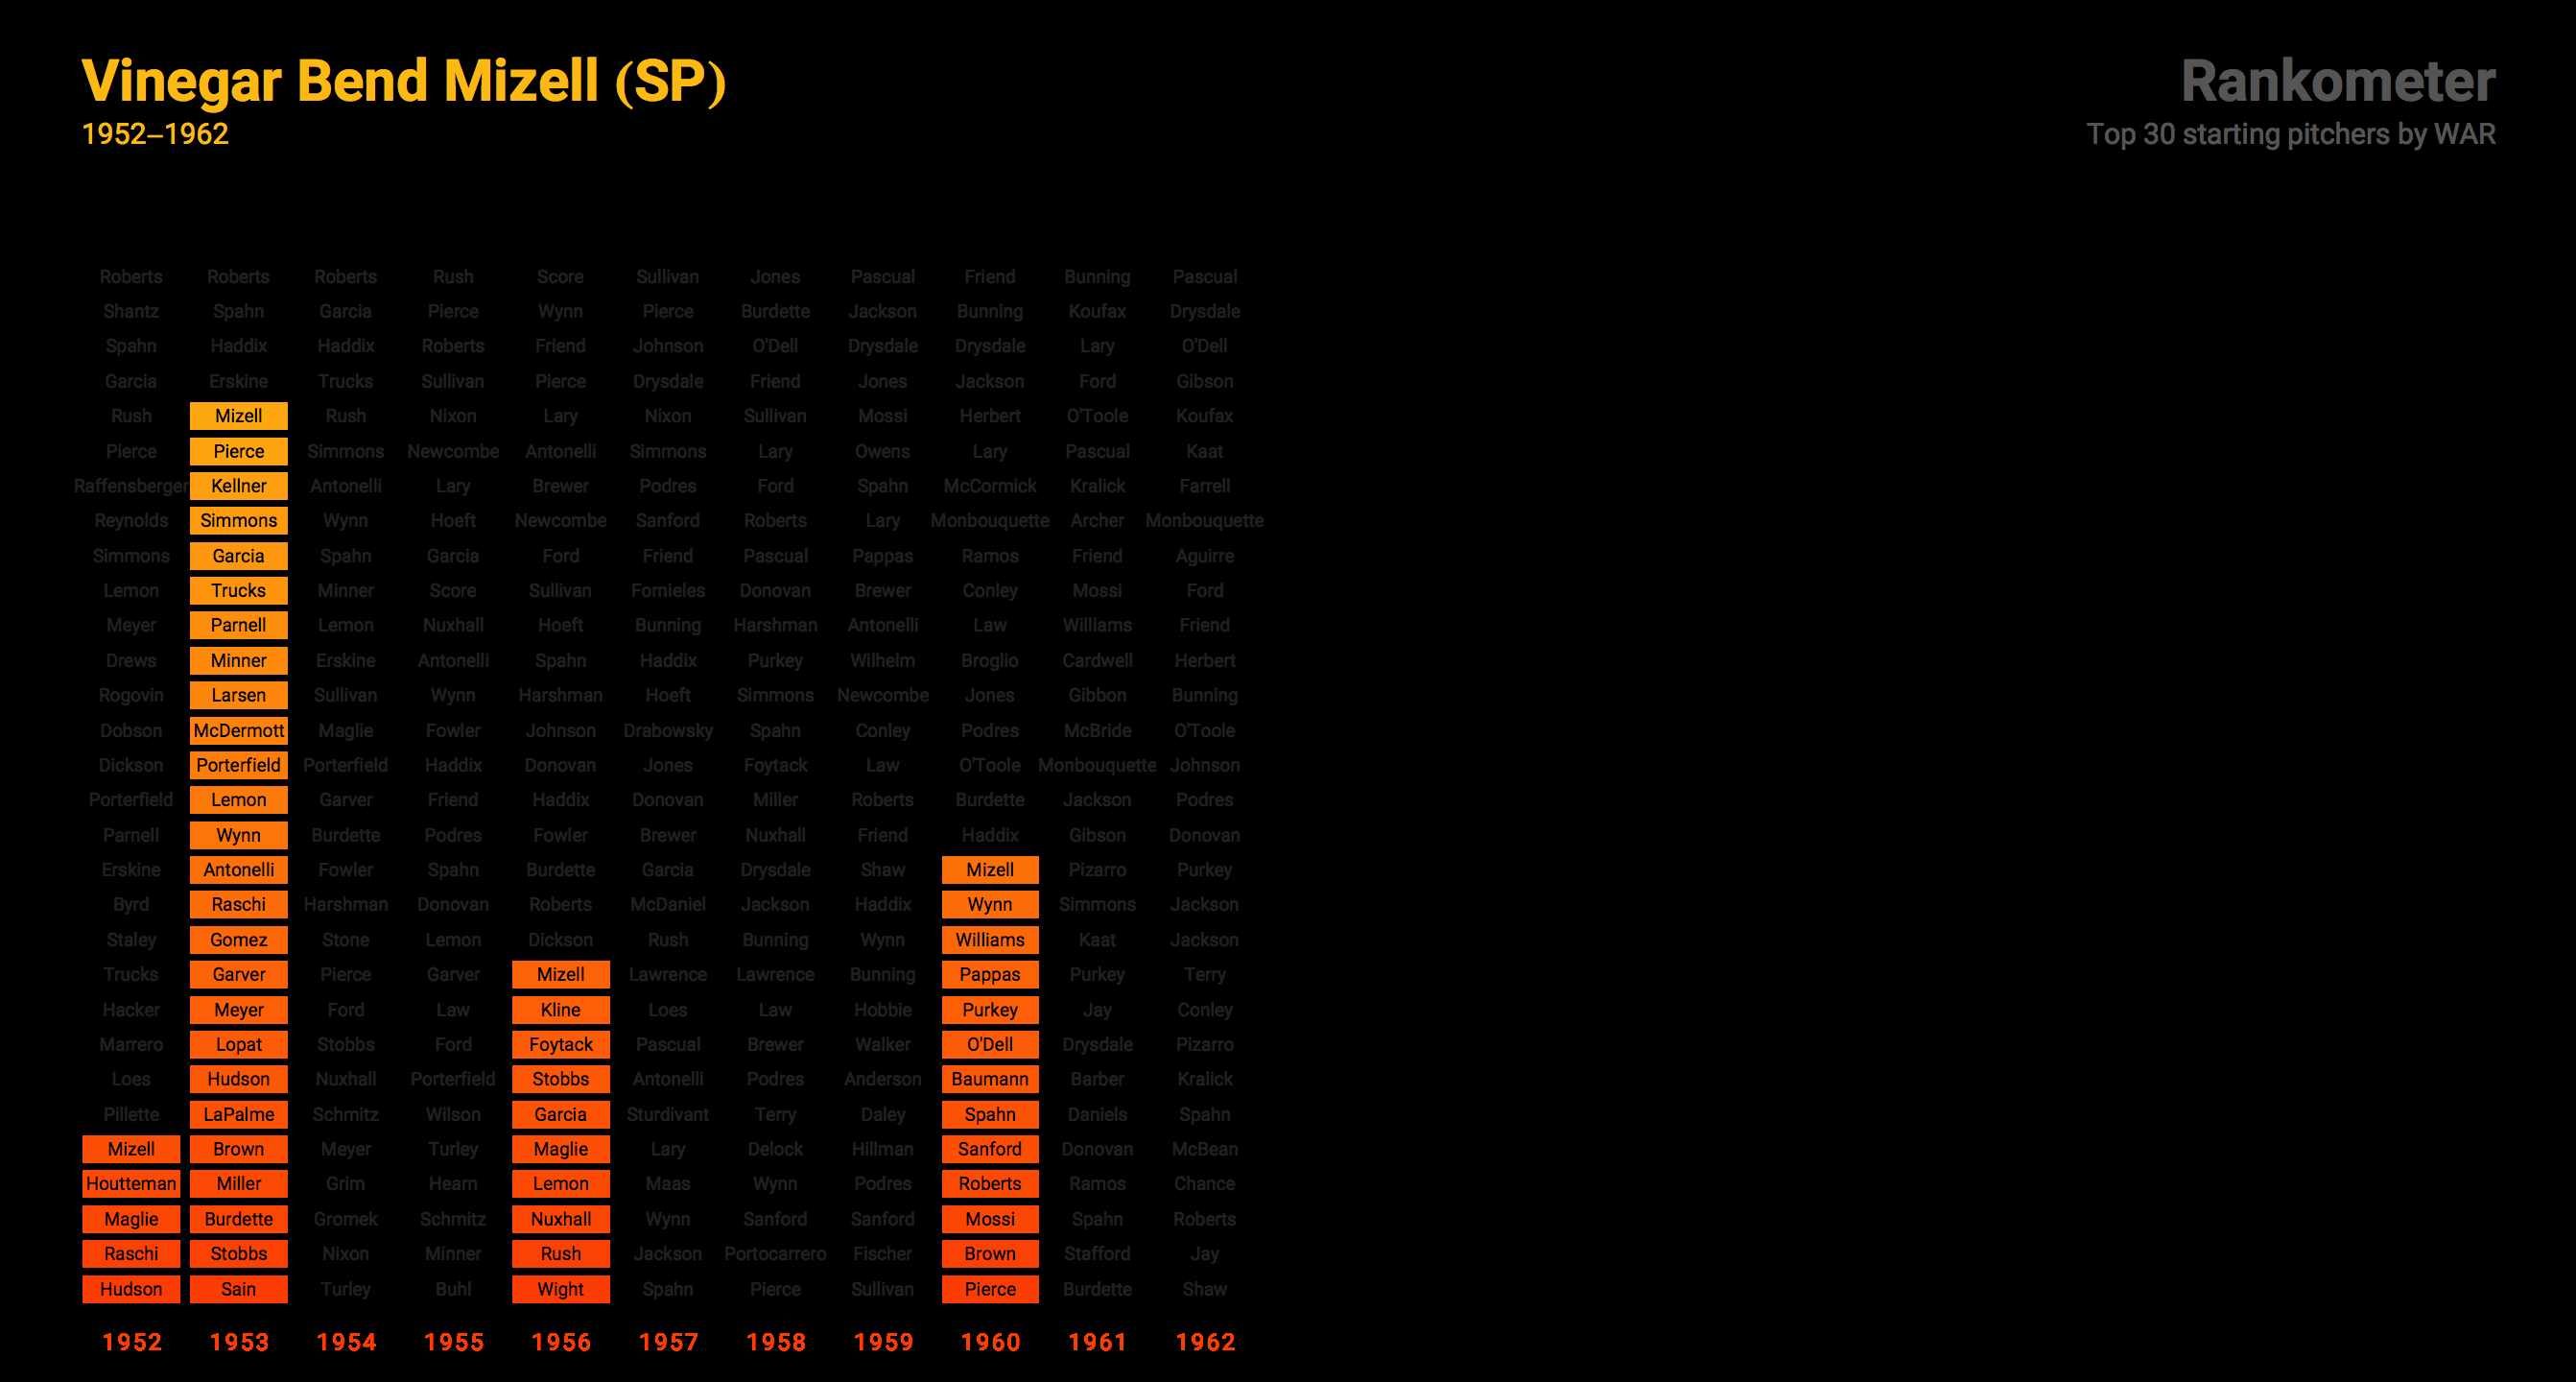 Vinegar Bend Mizell (SP)
1952–1962
Rankometer
Top 30 starting pitchers by WAR
Roberts Roberts Roberts Rush Score Sullivan Jones Pascual Friend Bunning Pascual
Shantz Spahn Garcia Pierce Wynn Pierce Burdette Jackson Bunning Koufax Drysdale
Spahn Haddix Haddix Roberts Friend Johnson O'Dell Drysdale Drysdale Lary O'Dell
Garcia Erskine Trucks Sullivan Pierce Drysdale Friend Jones Jackson Ford Gibson
Rush Mizell Rush Nixon Lary Nixon Sullivan Mossi Herbert O'Toole Koufax
Pierce Pierce Simmons Newcombe Antonelli Simmons Lary Owens Lary Pascual Kaat
Raffensberger Kellner Antonelli Lary Brewer Podres Ford Spahn McCormick Kralick Farrell
Reynolds Simmons Wynn Hoeft Newcombe Sanford Roberts Lary Monbouquette Archer Monbouquette
Simmons Garcia Spahn Garcia Ford Friend Pascual Pappas Ramos Friend Aguirre
Lemon Trucks Minner Score Sullivan Fornieles Donovan Brewer Conley Mossi Ford
Meyer Parnell Lemon Nuxhall Hoeft Bunning Harshman Antonelli Law Williams Friend
Drews Minner Erskine Antonelli Spahn Haddix Purkey Wilhelm Broglio Cardwell Herbert
Rogovin Larsen Sullivan Wynn Harshman Hoeft Simmons Newcombe Jones Gibbon Bunning
Dobson McDermott Maglie Fowler Johnson Drabowsky Spahn Conley Podres McBride O'Toole
Dickson Porterfield Porterfield Haddix Donovan Jones Foytack Law O'Toole Monbouquette Johnson
Porterfield Lemon Garver Friend Haddix Donovan Miller Roberts Burdette Jackson Podres
Parnell Wynn Burdette Podres Fowler Brewer Nuxhall Friend Haddix Gibson Donovan
Erskine Antonelli Fowler Spahn Burdette Garcia Drysdale Shaw Mizell Pizarro Purkey
Byrd Raschi Harshman Donovan Roberts McDaniel Jackson Haddix Wynn Simmons Jackson
Staley Gomez Stone Lemon Dickson Rush Bunning Wynn Williams Kaat Jackson
Trucks Garver Pierce Garver Mizell Lawrence Lawrence Bunning Pappas Purkey Terry
Hacker Meyer Ford Law Kline Loes Law Hobbie Purkey Jay Conley
Marrero Lopat Stobbs Ford Foytack Pascual Brewer Walker O'Dell Drysdale Pizarro
Loes Hudson Nuxhall Porterfield Stobbs Antonelli Podres Anderson Baumann Barber Kralick
Pillette LaPalme Schmitz Wilson Garcia Sturdivant Terry Daley Spahn Daniels Spahn
Mizell Brown Meyer Turley Maglie Lary Delock Hillman Sanford Donovan McBean
Houtteman Miller Grim Hearn Lemon Maas Wynn Podres Roberts Ramos Chance
Maglie Burdette Gromek Schmitz Nuxhall Wynn Sanford Sanford Mossi Spahn Roberts
Raschi Stobbs Nixon Minner Rush Jackson Portocarrero Fischer Brown Stafford Jay
Hudson Sain Turley Buhl Wight Spahn Pierce Sullivan Pierce Burdette Shaw
1952 1953 1954 1955 1956 1957 1958 1959 1960 1961 1962